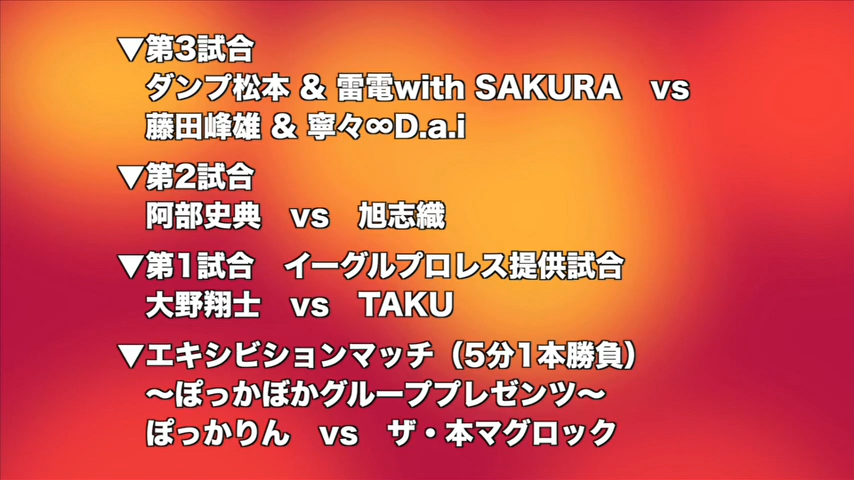 ▼第3試合
ダンプ松本 & 雷電with SAKURA vs
藤田峰雄 & 寧々∞D.a.i
▼第2試合
阿部史典 vs 旭志織
▼第1試合 イーグルプロレス提供試合
大野翔士 vs TAKU
▼エキシビションマッチ（5分1本勝負）
～ぽっかぽかグループプレゼンツ～
ぽっかりん vs ザ・本マグロック